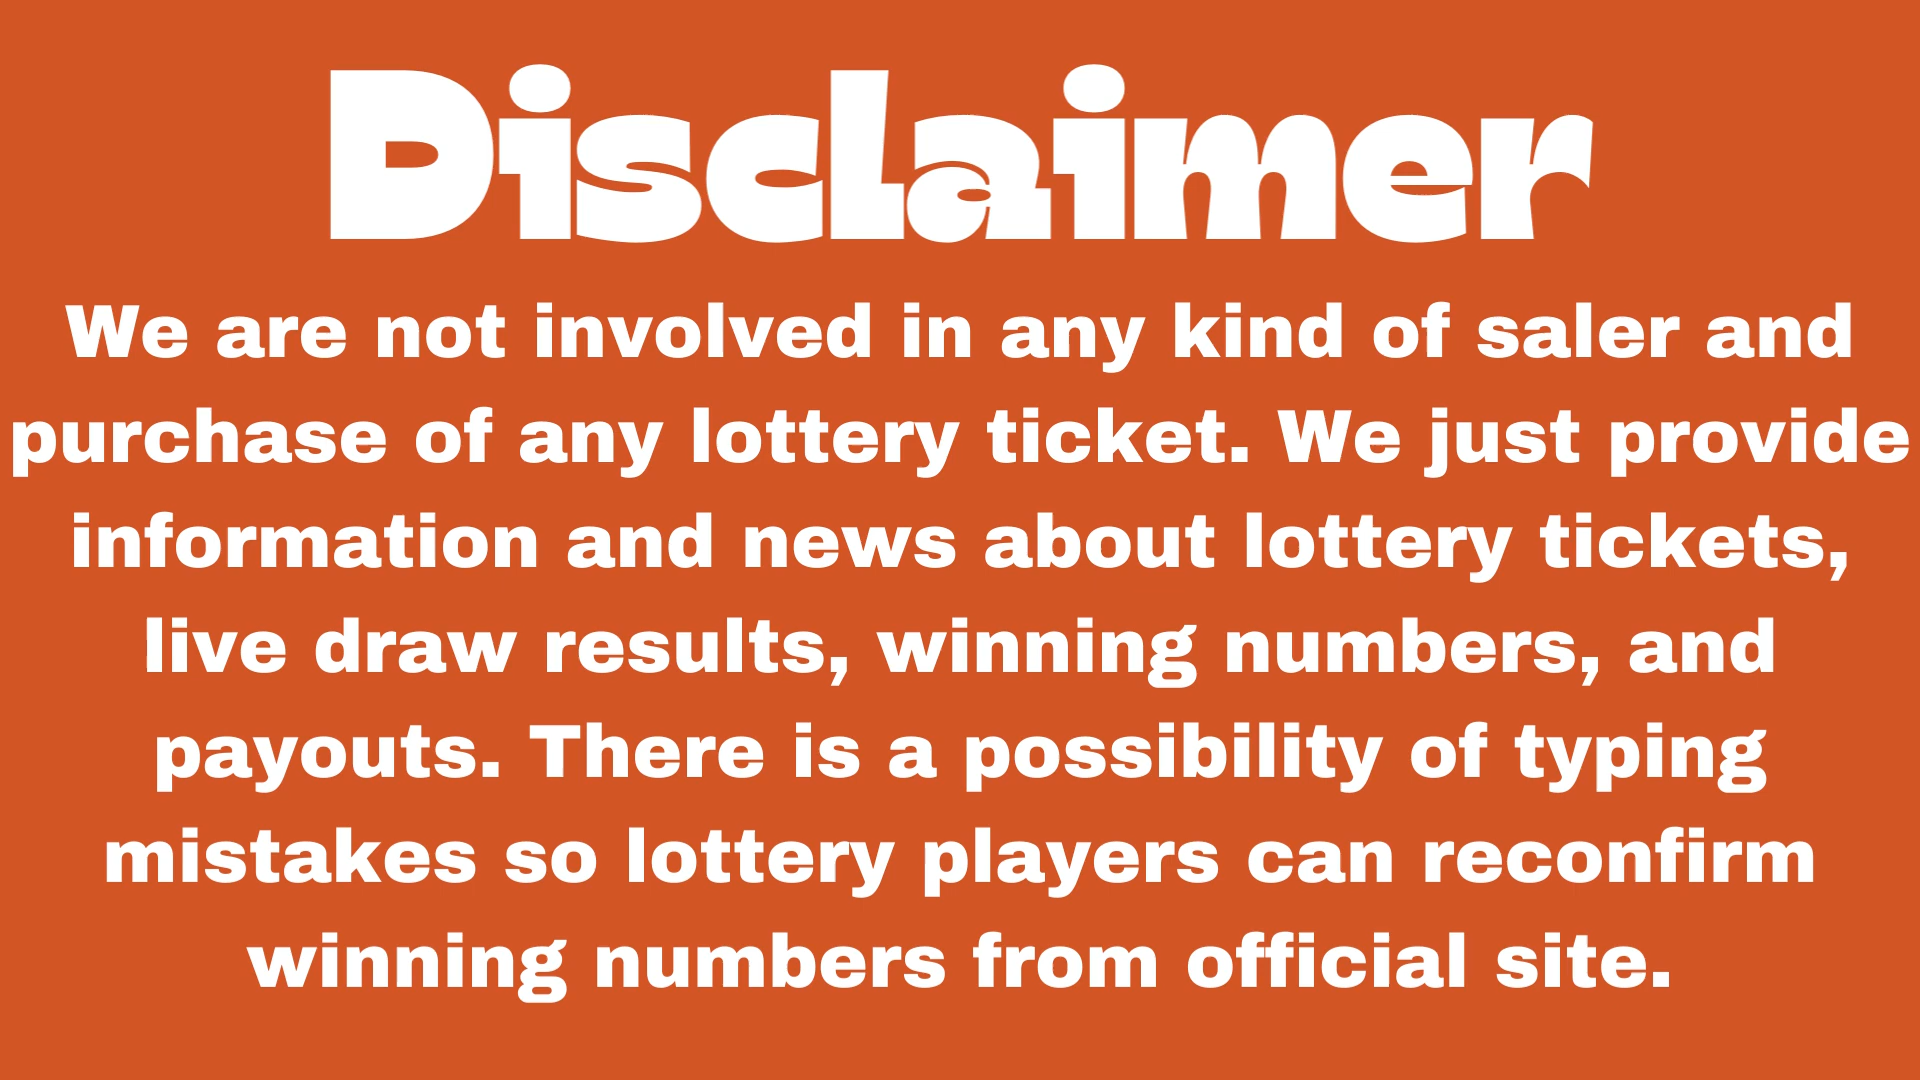 Disclaimer
We are not involved in any kind of saler and
purchase of any lottery ticket. We just provide
information and news about lottery tickets,
live draw results, winning numbers, and
payouts. There is a possibility of typing
mistakes so lottery players can reconfirm
winning numbers from official site.